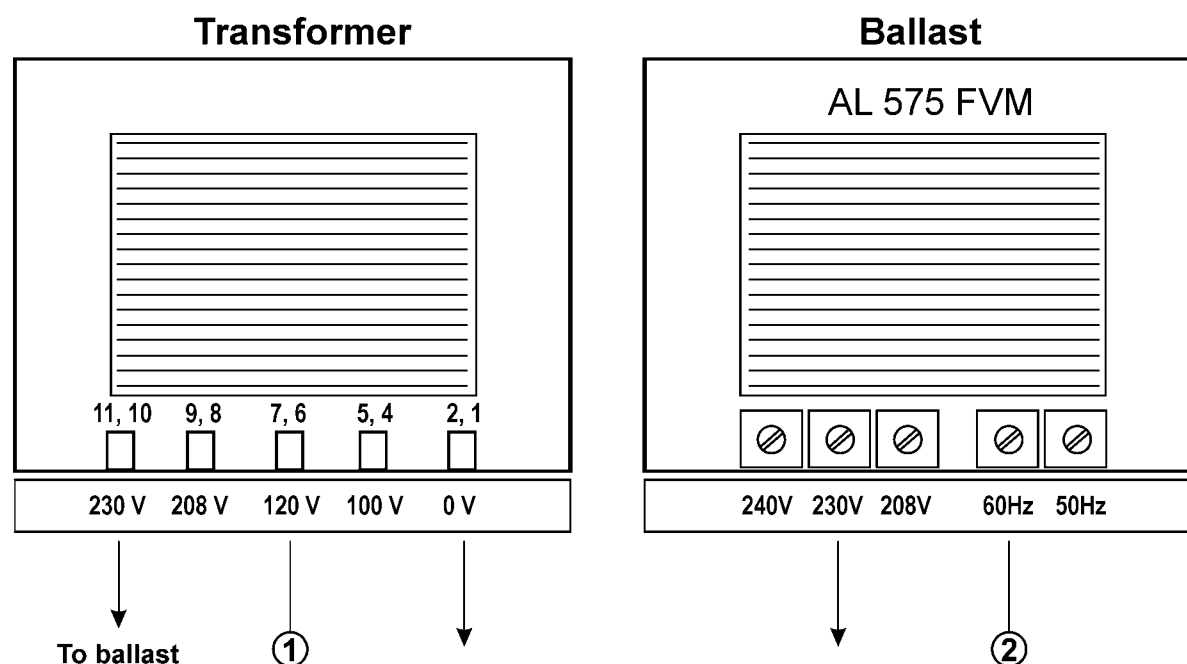 Transformer
Ballast
AL 575 FVM
11, 10 9, 8 7, 6 5, 4 2, 1
230 V 208 V 120 V 100 V 0 V
240V 230V 208V 60Hz 50Hz
To ballast
1
2